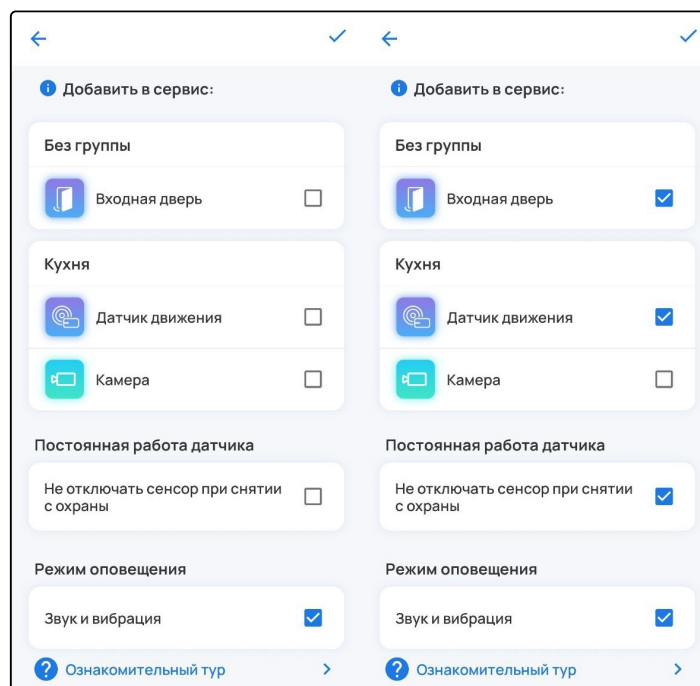 Добавить в сервис:
Без группы
Входная дверь
Кухня
Датчик движения
Камера
Постоянная работа датчика
Не отключать сенсор при снятии
с охраны
Режим оповещения
Звук и вибрация
? Ознакомительный тур
Добавить в сервис:
Без группы
Входная дверь
Кухня
Датчик движения
Камера
Постоянная работа датчика
Не отключать сенсор при снятии
с охраны
Режим оповещения
Звук и вибрация
? Ознакомительный тур